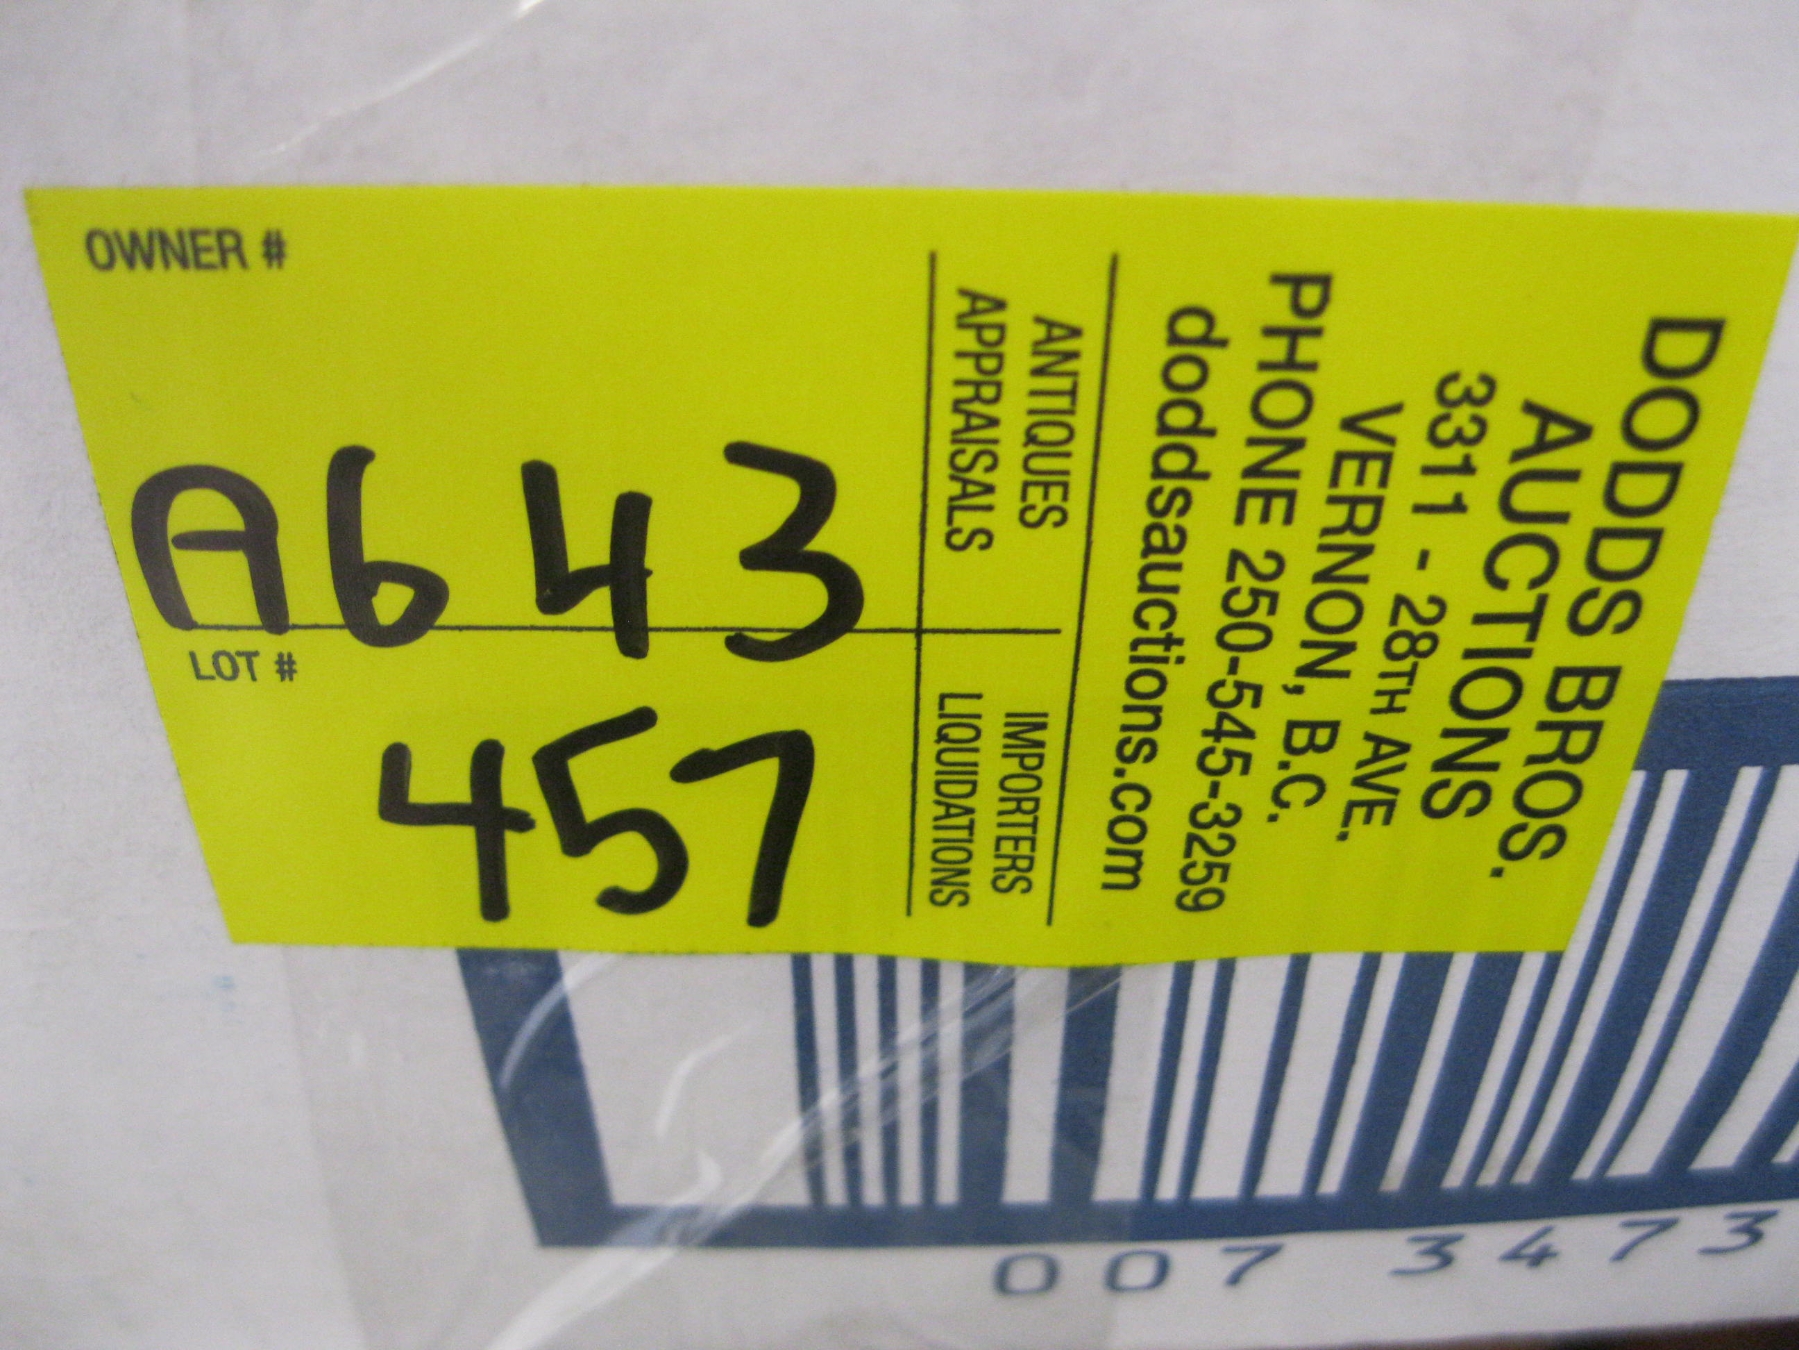 OWNER #
A643
LOT #
457
ANTIQUES
APPRAISALS
IMPORTERS
LIQUIDATIONS
DODDS BROS.
AUCTIONS
3311 - 28TH AVE.
VERNON, B.C.
PHONE 250-545-3259
doddsauctions.com
007 3473